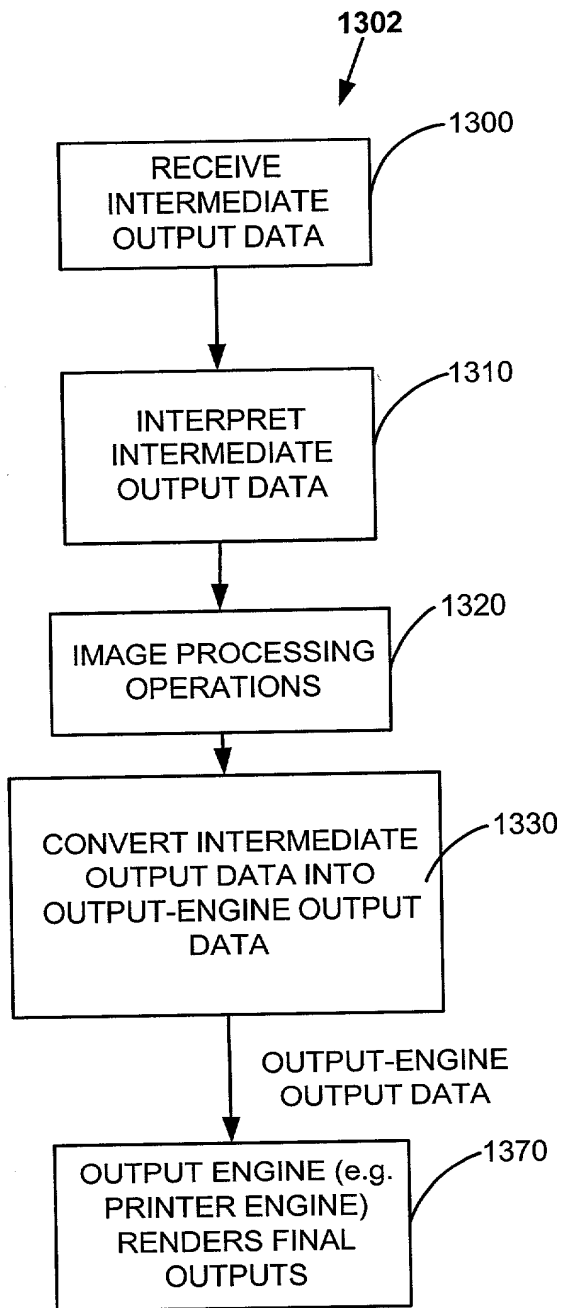 1302
1300
RECEIVE
INTERMEDIATE
OUTPUT DATA
1310
INTERPRET
INTERMEDIATE
OUTPUT DATA
1320
IMAGE PROCESSING
OPERATIONS
1330
CONVERT INTERMEDIATE
OUTPUT DATA INTO
OUTPUT-ENGINE OUTPUT
DATA
OUTPUT-ENGINE
OUTPUT DATA
1370
OUTPUT ENGINE (e.g.
PRINTER ENGINE)
RENDERS FINAL
OUTPUTS